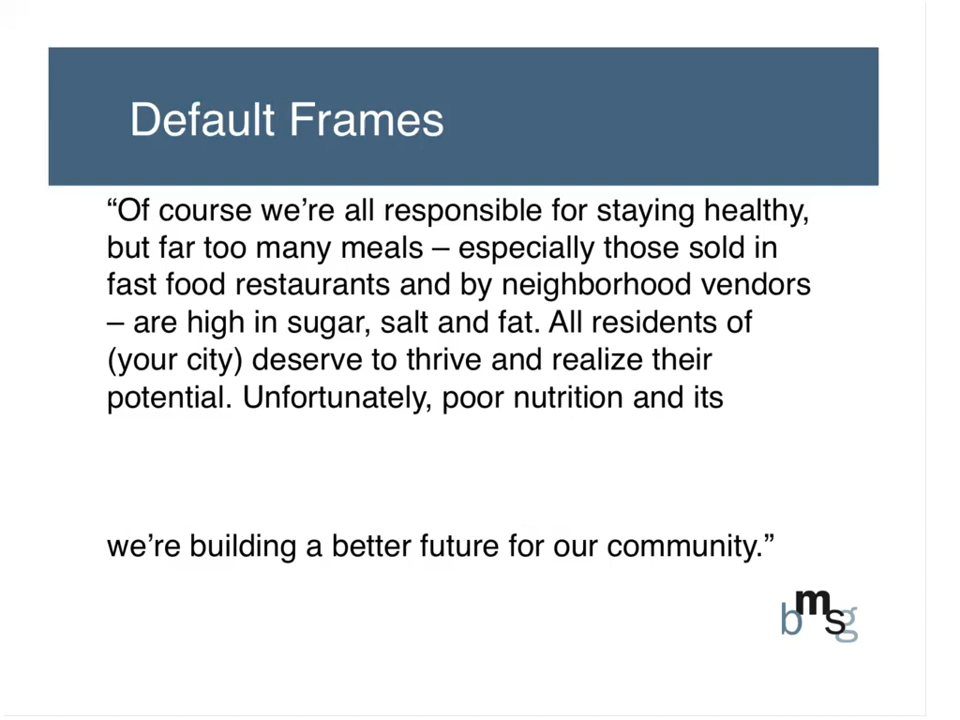 Default Frames
“Of course we’re all responsible for staying healthy,
but far too many meals – especially those sold in
fast food restaurants and by neighborhood vendors
– are high in sugar, salt and fat. All residents of
(your city) deserve to thrive and realize their
potential. Unfortunately, poor nutrition and its
we’re building a better future for our community.”
bmsg